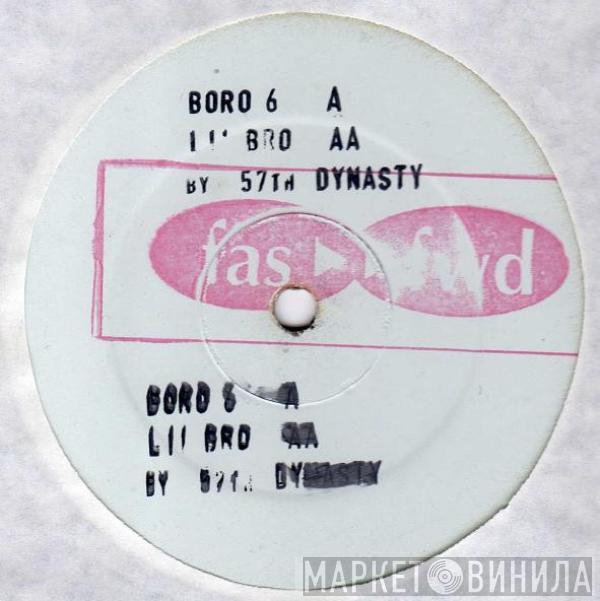 BORO 6 A
LI' BRO AA
BY 57TH DYNASTY
fas fwd
BORO 6 A
LI' BRO AA
BY 57TH DYNASTY
МАРКЕТ ВИНИЛА